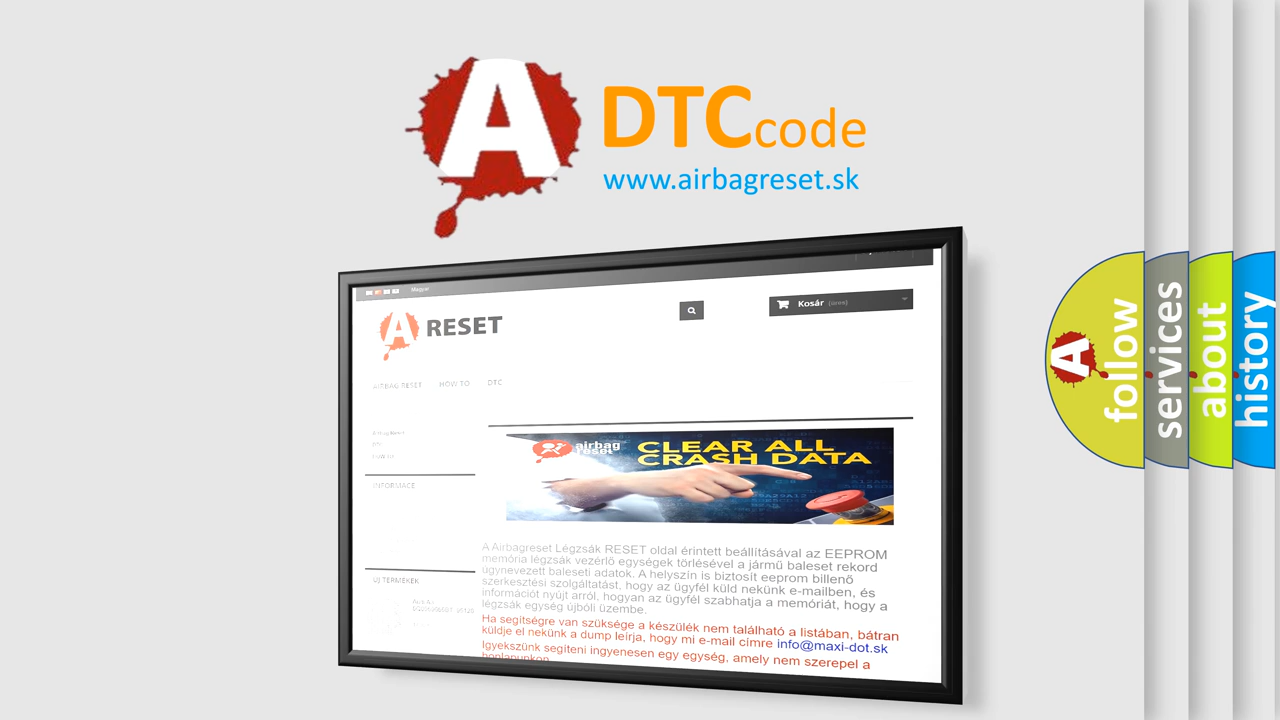 A
DTCcode
www.airbagreset.sk
Magyar
A RESET
Kosár (üres)
AIRBAG RESET HOW TO DTC
INFORMACE
airbag
reset
CLEAR ALL
CRASH DATA
A Airbagreset Légzsák RESET oldal érintett beállításával az EEPROM
memória légzsák vezérlő egységek törlésével a jármű baleset rekord
úgynevezett baleseti adatok. A helyszín is biztosít eeprom billenő
szerkesztési szolgáltatást, hogy az ügyfél küld nekünk e-mailben, és
információt nyújt arról, hogyan az ügyfél szabhatja a memóriát, hogy a
légzsák egység újbóli üzembe.
Ha segítségre van szüksége a készülék nem található a listában, bátran
küldje el nekünk a dump leírja, hogy mi e-mail címre info@maxi-dot.sk
Igyekszünk segíteni ingyenesen egy egység, amely nem szerepel a
honlapunkon
ÚJ TERMÉKEK
A
follow
services
about
history